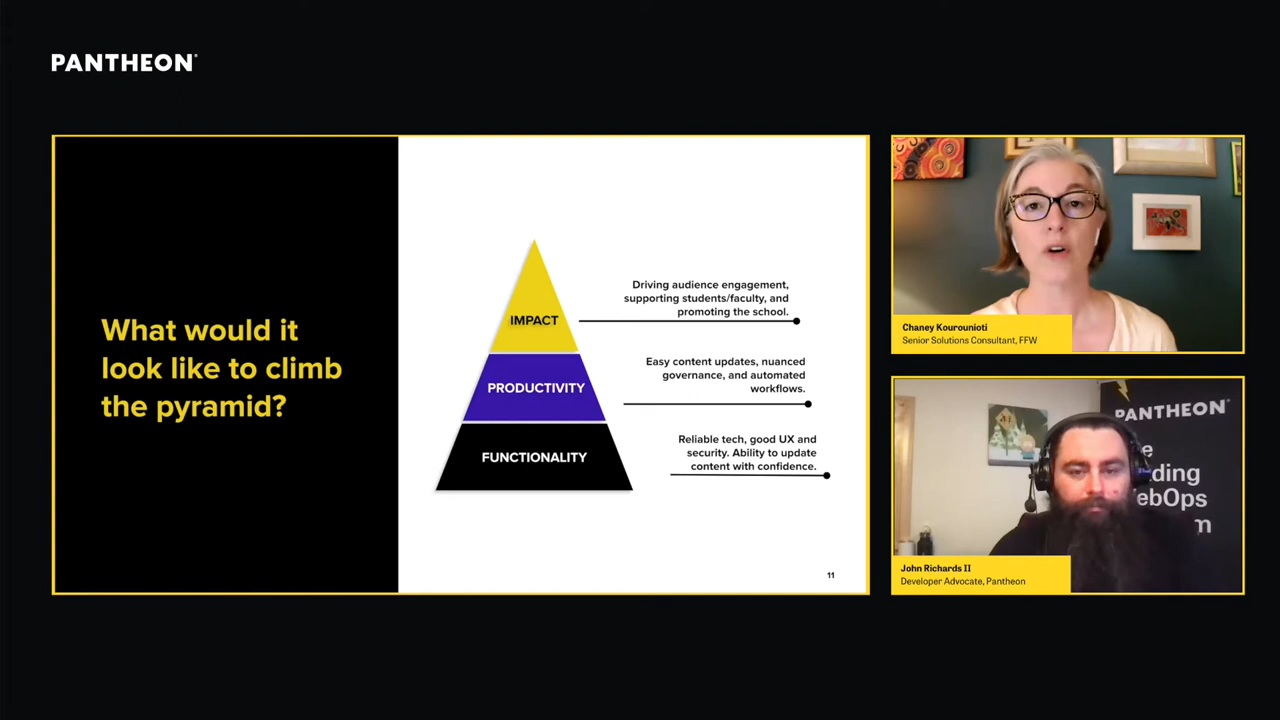 PANTHEON
What would it
look like to climb
the pyramid?
IMPACT
Driving audience engagement,
supporting students/faculty, and
promoting the school.
PRODUCTIVITY
Easy content updates, nuanced
governance, and automated
workflows.
FUNCTIONALITY
Reliable tech, good UX and
security. Ability to update
content with confidence.
11
Chaney Kourounioti
Senior Solutions Consultant, FFW
PANTHEON
John Richards II
Developer Advocate, Pantheon